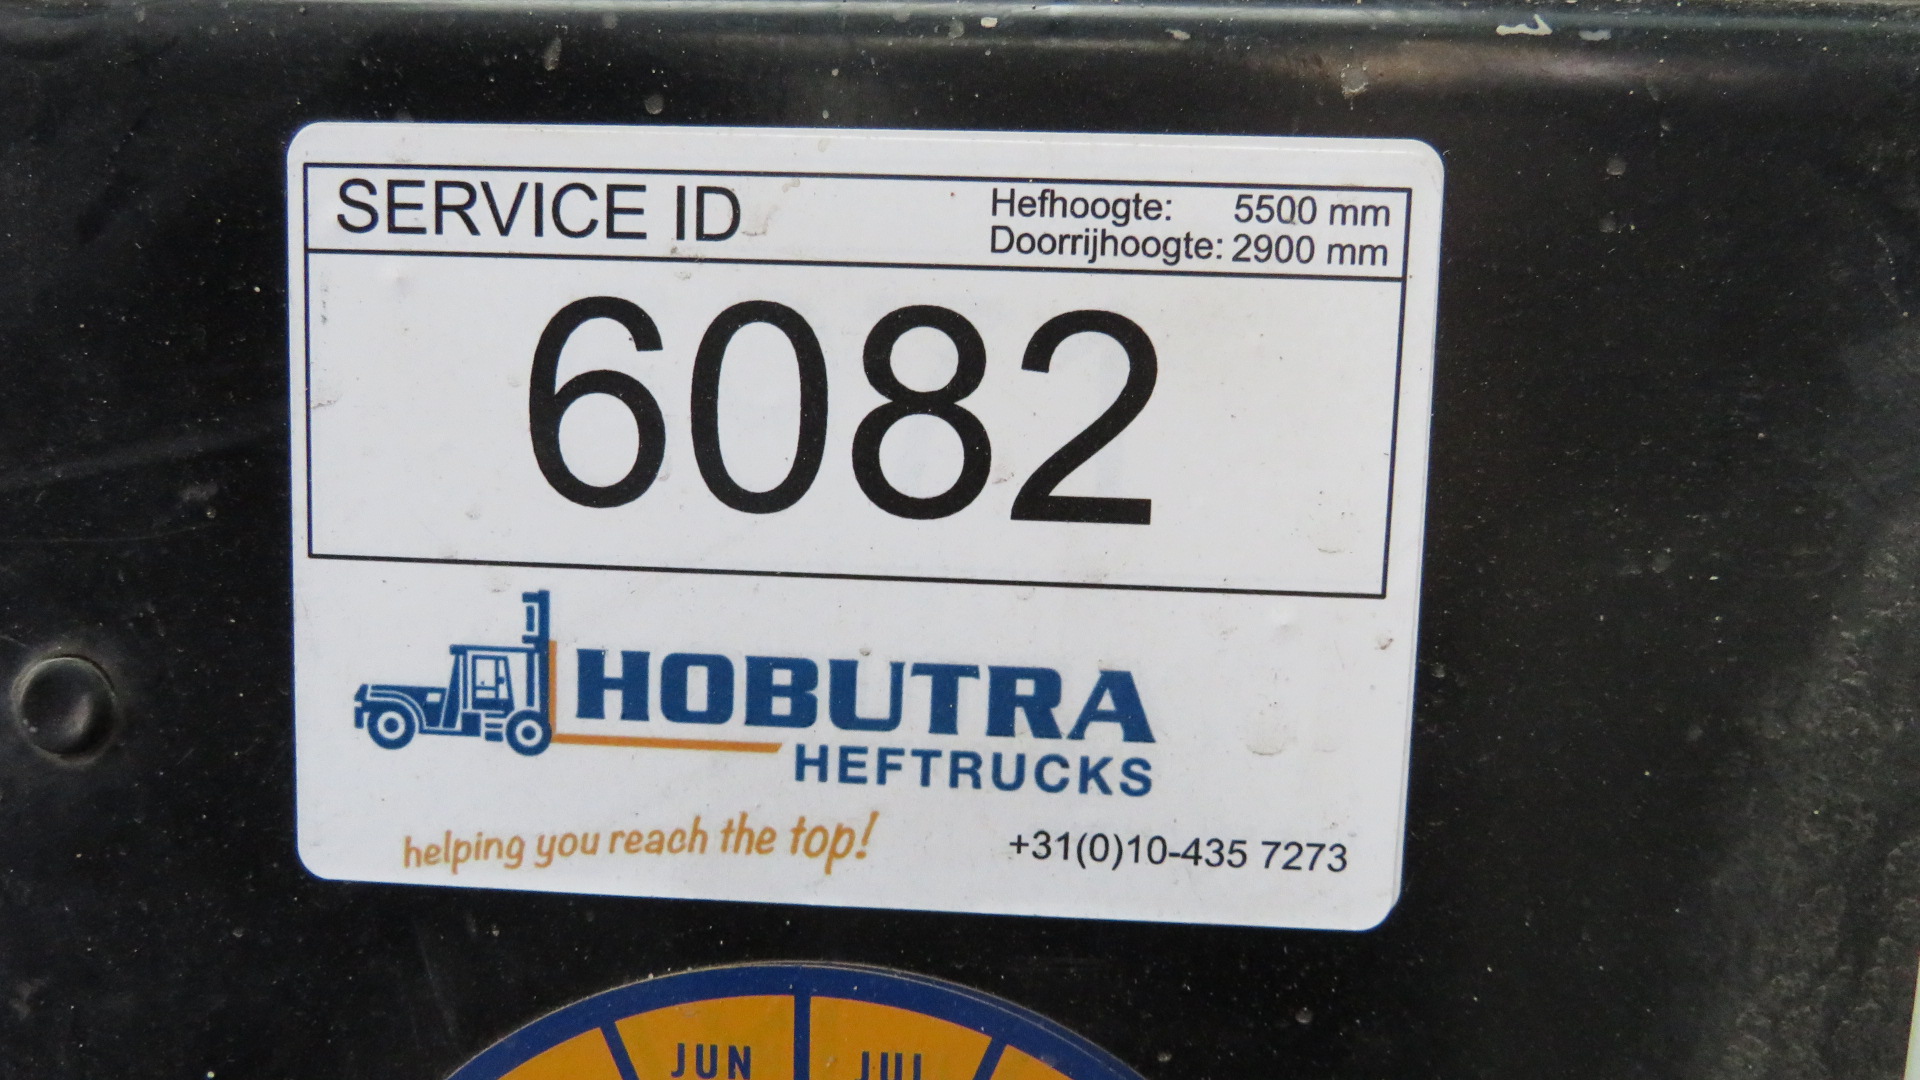 SERVICE ID
Hefhoogte: 5500 mm
Doorrijhoogte: 2900 mm
6082
HOBUTRA
HEFTRUCKS
helping you reach the top!
+31(0)10-435 7273
JUN JUL